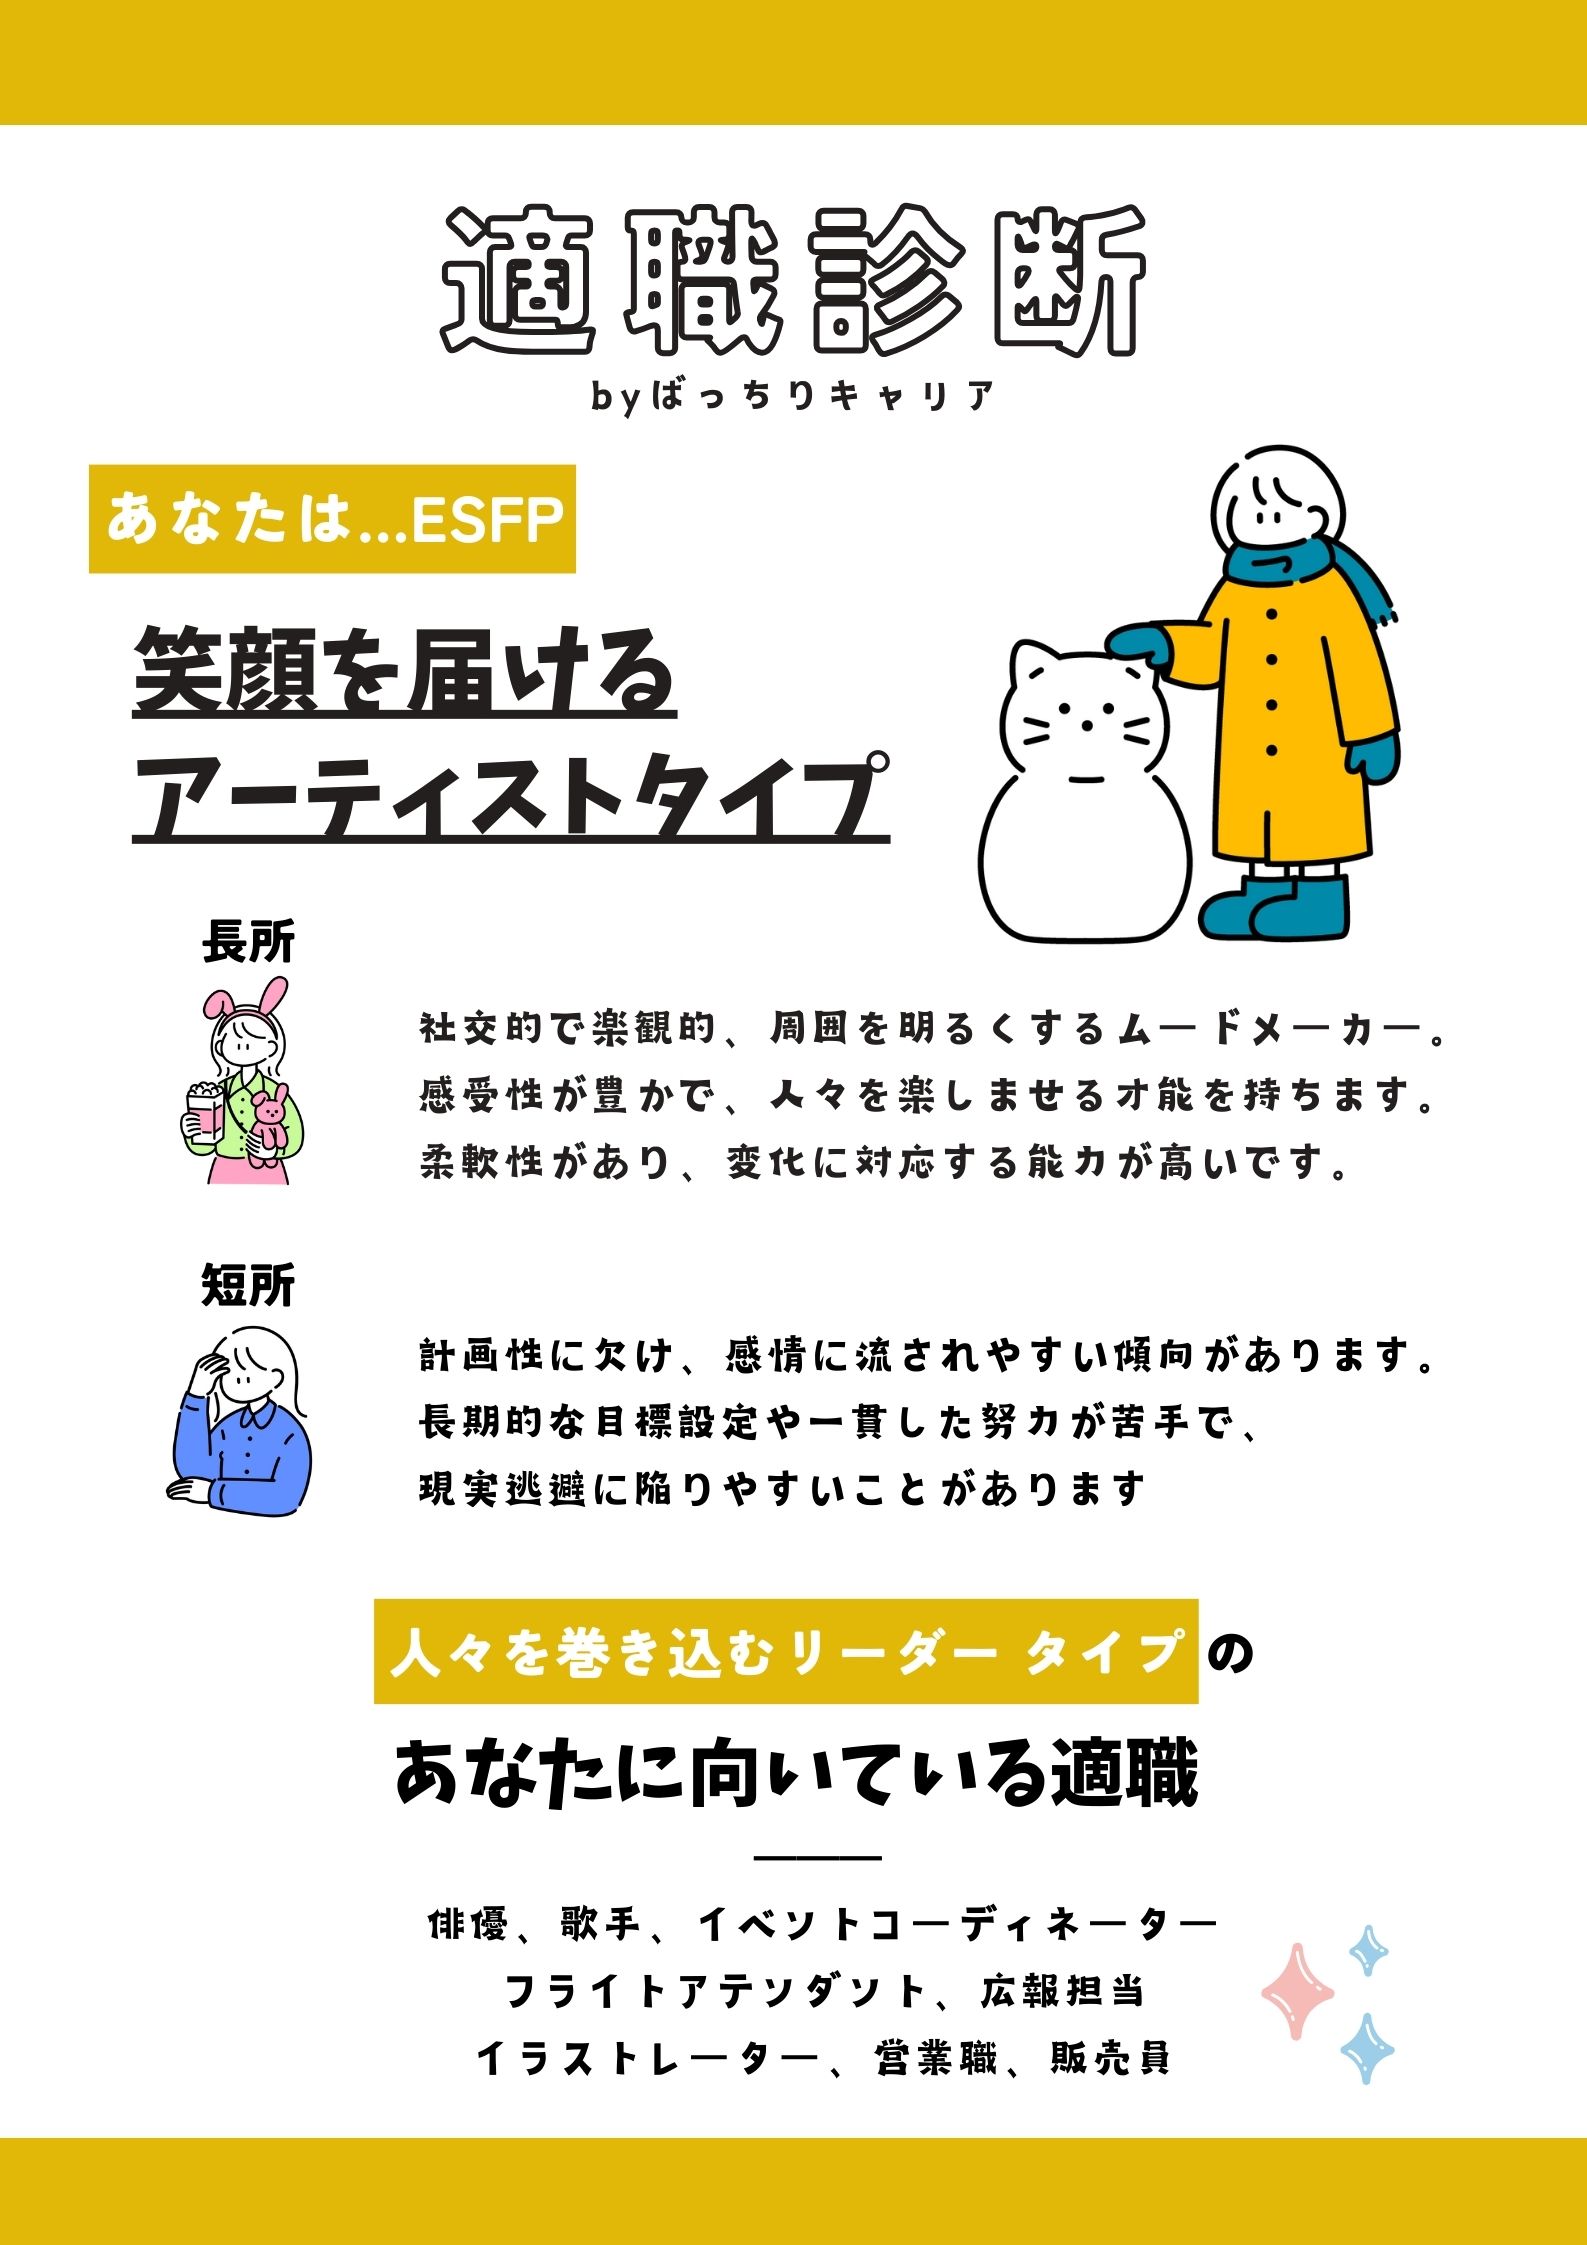 適職診断
byばっちりキャリア
あなたは...ESFP
笑顔を届ける
アーティストタイプ
長所
社交的で楽観的、周囲を明るくするムードメーカー。
感受性が豊かで、人々を楽しませる才能を持ちます。
柔軟性があり、変化に対応する能力が高いです。
短所
計画性に欠け、感情に流されやすい傾向があります。
長期的な目標設定や一貫した努力が苦手で、
現実逃避に陥りやすいことがあります
人々を巻き込むリーダー タイプの
あなたに向いている適職
俳優、歌手、イベントコーディネーター
フライトアテンダント、広報担当
イラストレーター、営業職、販売員